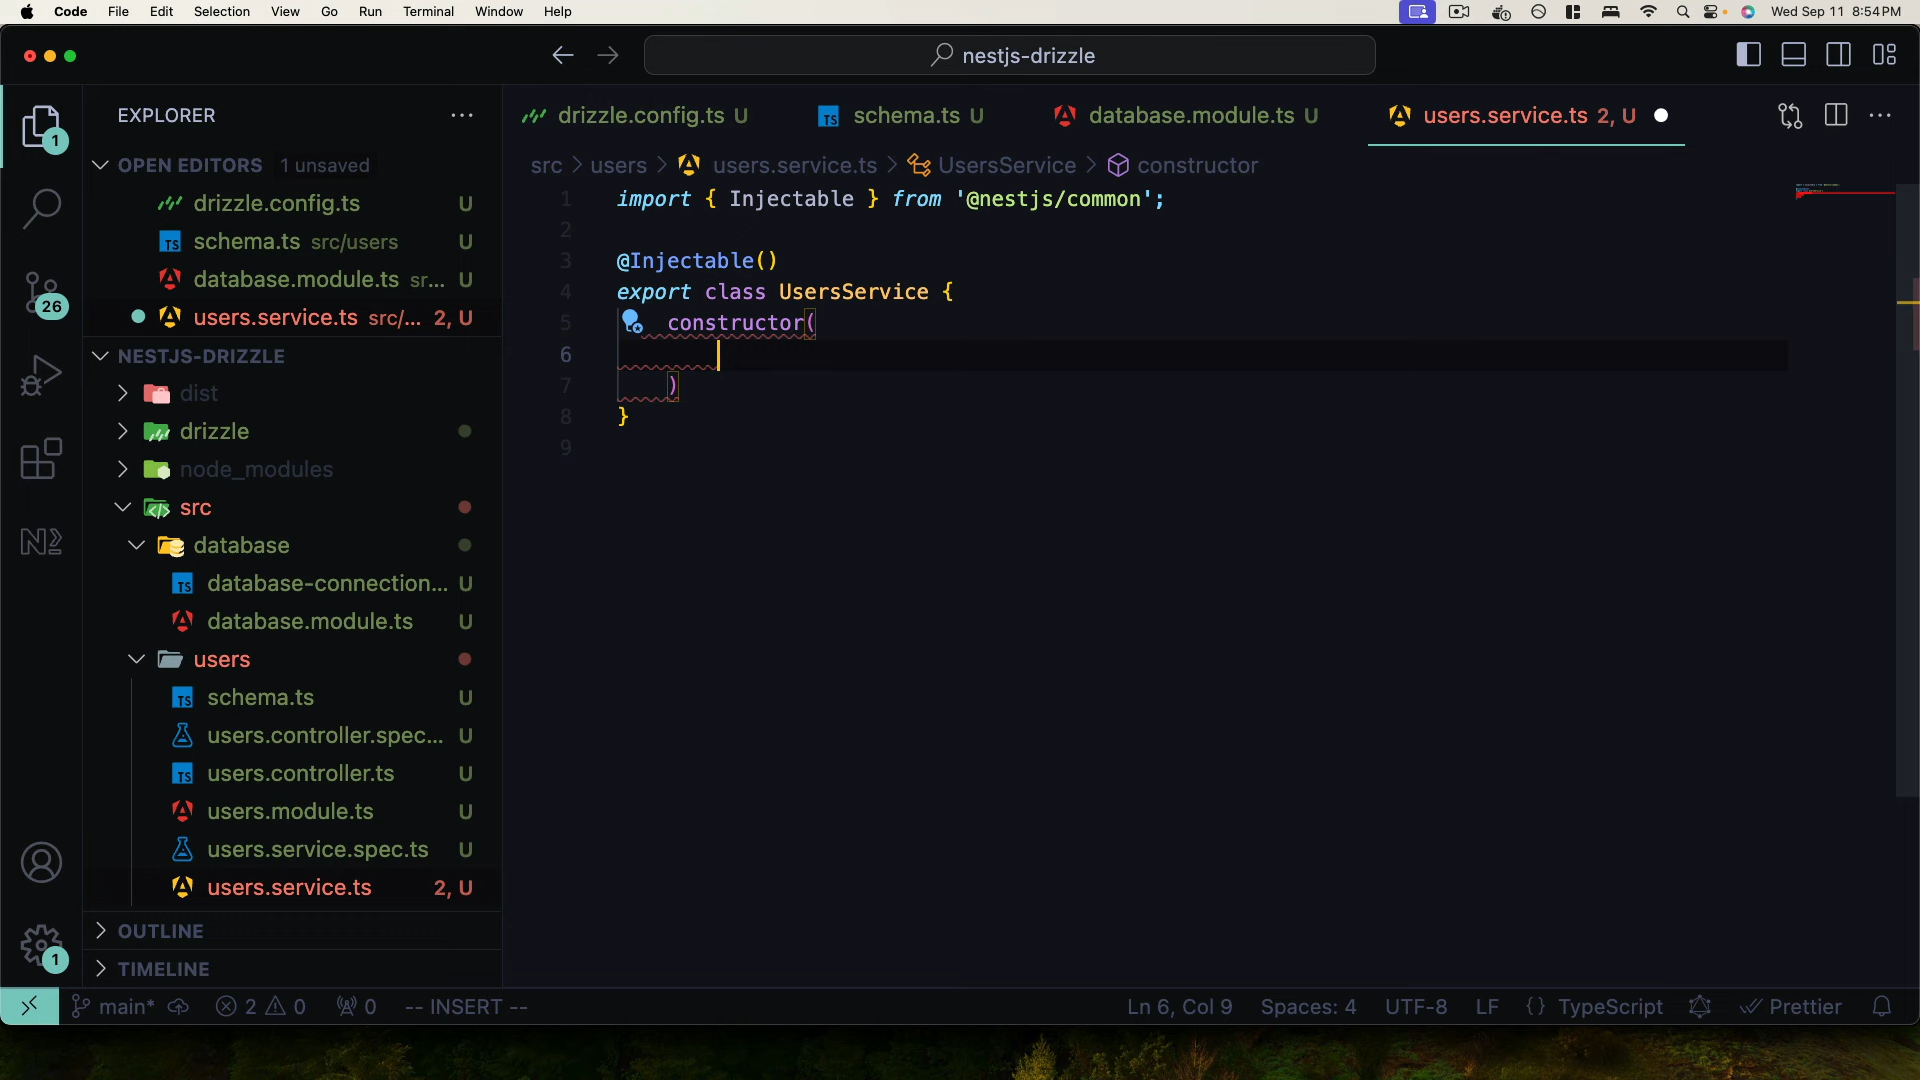 Code File Edit Selection View Go Run Terminal Window Help Wed Sep 11 8:54 PM
nestjs-drizzle
EXPLORER
drizzle.config.ts U
schema.ts U
database.module.ts U
users.service.ts 2, U
1
OPEN EDITORS 1 unsaved
src > users > users.service.ts > UsersService > constructor
drizzle.config.ts U
schema.ts src/users U
database.module.ts sr... U
users.service.ts src/... 2, U
26
NESTJS-DRIZZLE
dist
drizzle
node_modules
src
database
database-connection... U
database.module.ts U
users
schema.ts U
users.controller.spec... U
users.controller.ts U
users.module.ts U
users.service.spec.ts U
users.service.ts 2, U
OUTLINE
TIMELINE
1
1 import { Injectable } from '@nestjs/common';
2
3 @Injectable()
4 export class UsersService {
5 constructor(
6
7 )
8 }
9
main* 2 0 0 -- INSERT -- Ln 6, Col 9 Spaces: 4 UTF-8 LF {} TypeScript Prettier